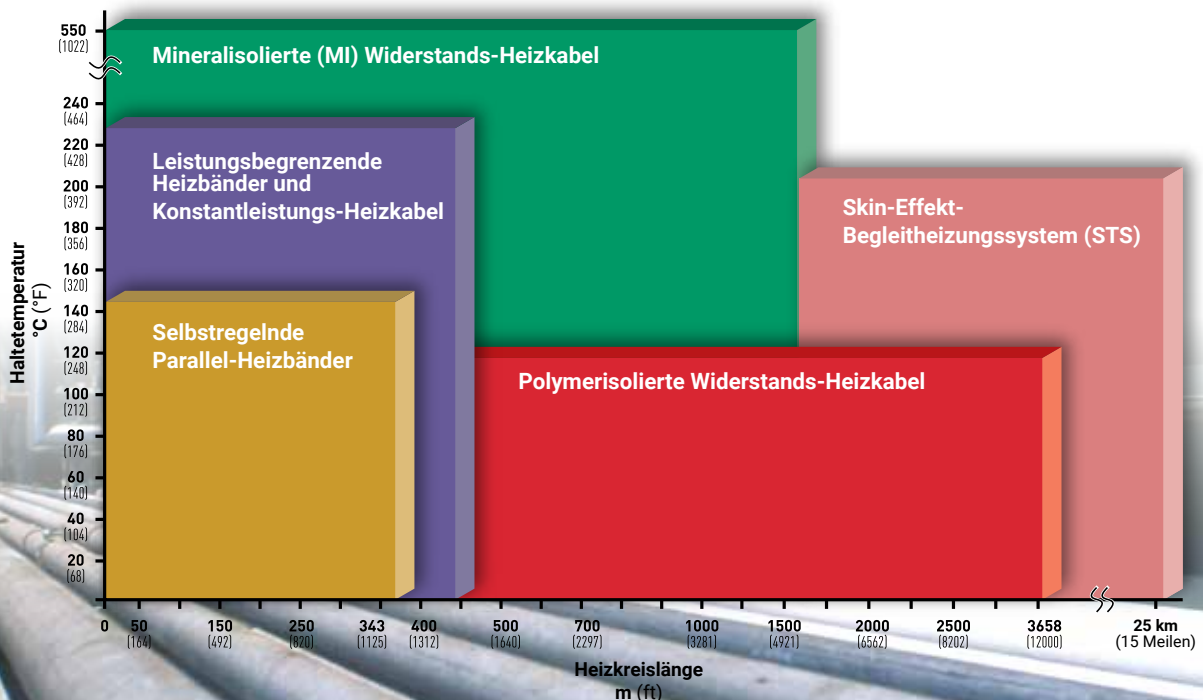 550
(1022)
240
(464)
220
(428)
200
(392)
180
(356)
160
(320)
140
(284)
120
(248)
100
(212)
80
(176)
60
(140)
40
(104)
20
(68)
Haltetemperatur
°C (°F)
Mineralisolierte (MI) Widerstands-Heizkabel
Leistungsbegrenzende
Heizbänder und
Konstantleistungs-Heizkabel
Skin-Effekt-
Begleitheizungssystem (STS)
Selbstregelnde
Parallel-Heizbänder
Polymerisolierte Widerstands-Heizkabel
0 50 150 250 343 400 500 700 1000 1500 2000 2500 3658 25 km
(164) (492) (820) (1125) (1312) (1640) (2297) (3281) (4921) (6562) (8202) (12000) (15 Meilen)
Heizkreislänge
m (ft)